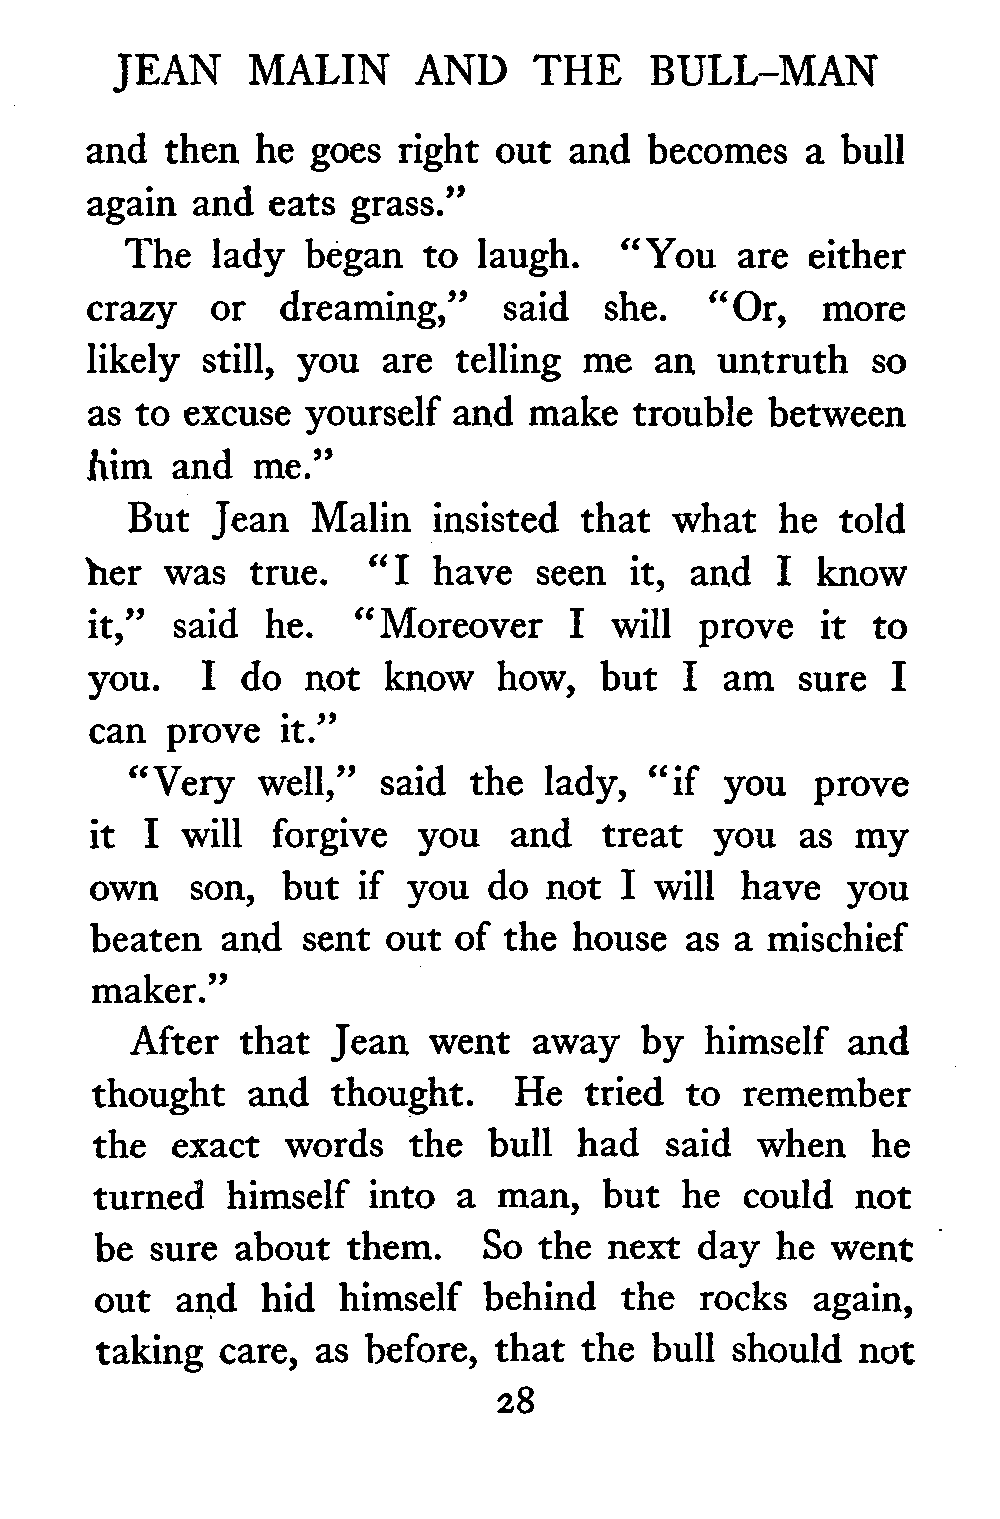 JEAN MALIN AND THE BULL–MAN
and then he goes right out and becomes a bull
again and eats grass.”
The lady began to laugh. “You are either
crazy or dreaming,” said she. “Or, more
likely still, you are telling me an untruth so
as to excuse yourself and make trouble between
him and me.”
But Jean Malin insisted that what he told
her was true. “I have seen it, and I know
it,” said he. “Moreover I will prove it to
you. I do not know how, but I am sure I
can prove it.”
“Very well,” said the lady, “if you prove
it I will forgive you and treat you as my
own son, but if you do not I will have you
beaten and sent out of the house as a mischief
maker.”
After that Jean went away by himself and
thought and thought. He tried to remember
the exact words the bull had said when he
turned himself into a man, but he could not
be sure about them. So the next day he went
out and hid himself behind the rocks again,
taking care, as before, that the bull should not
28